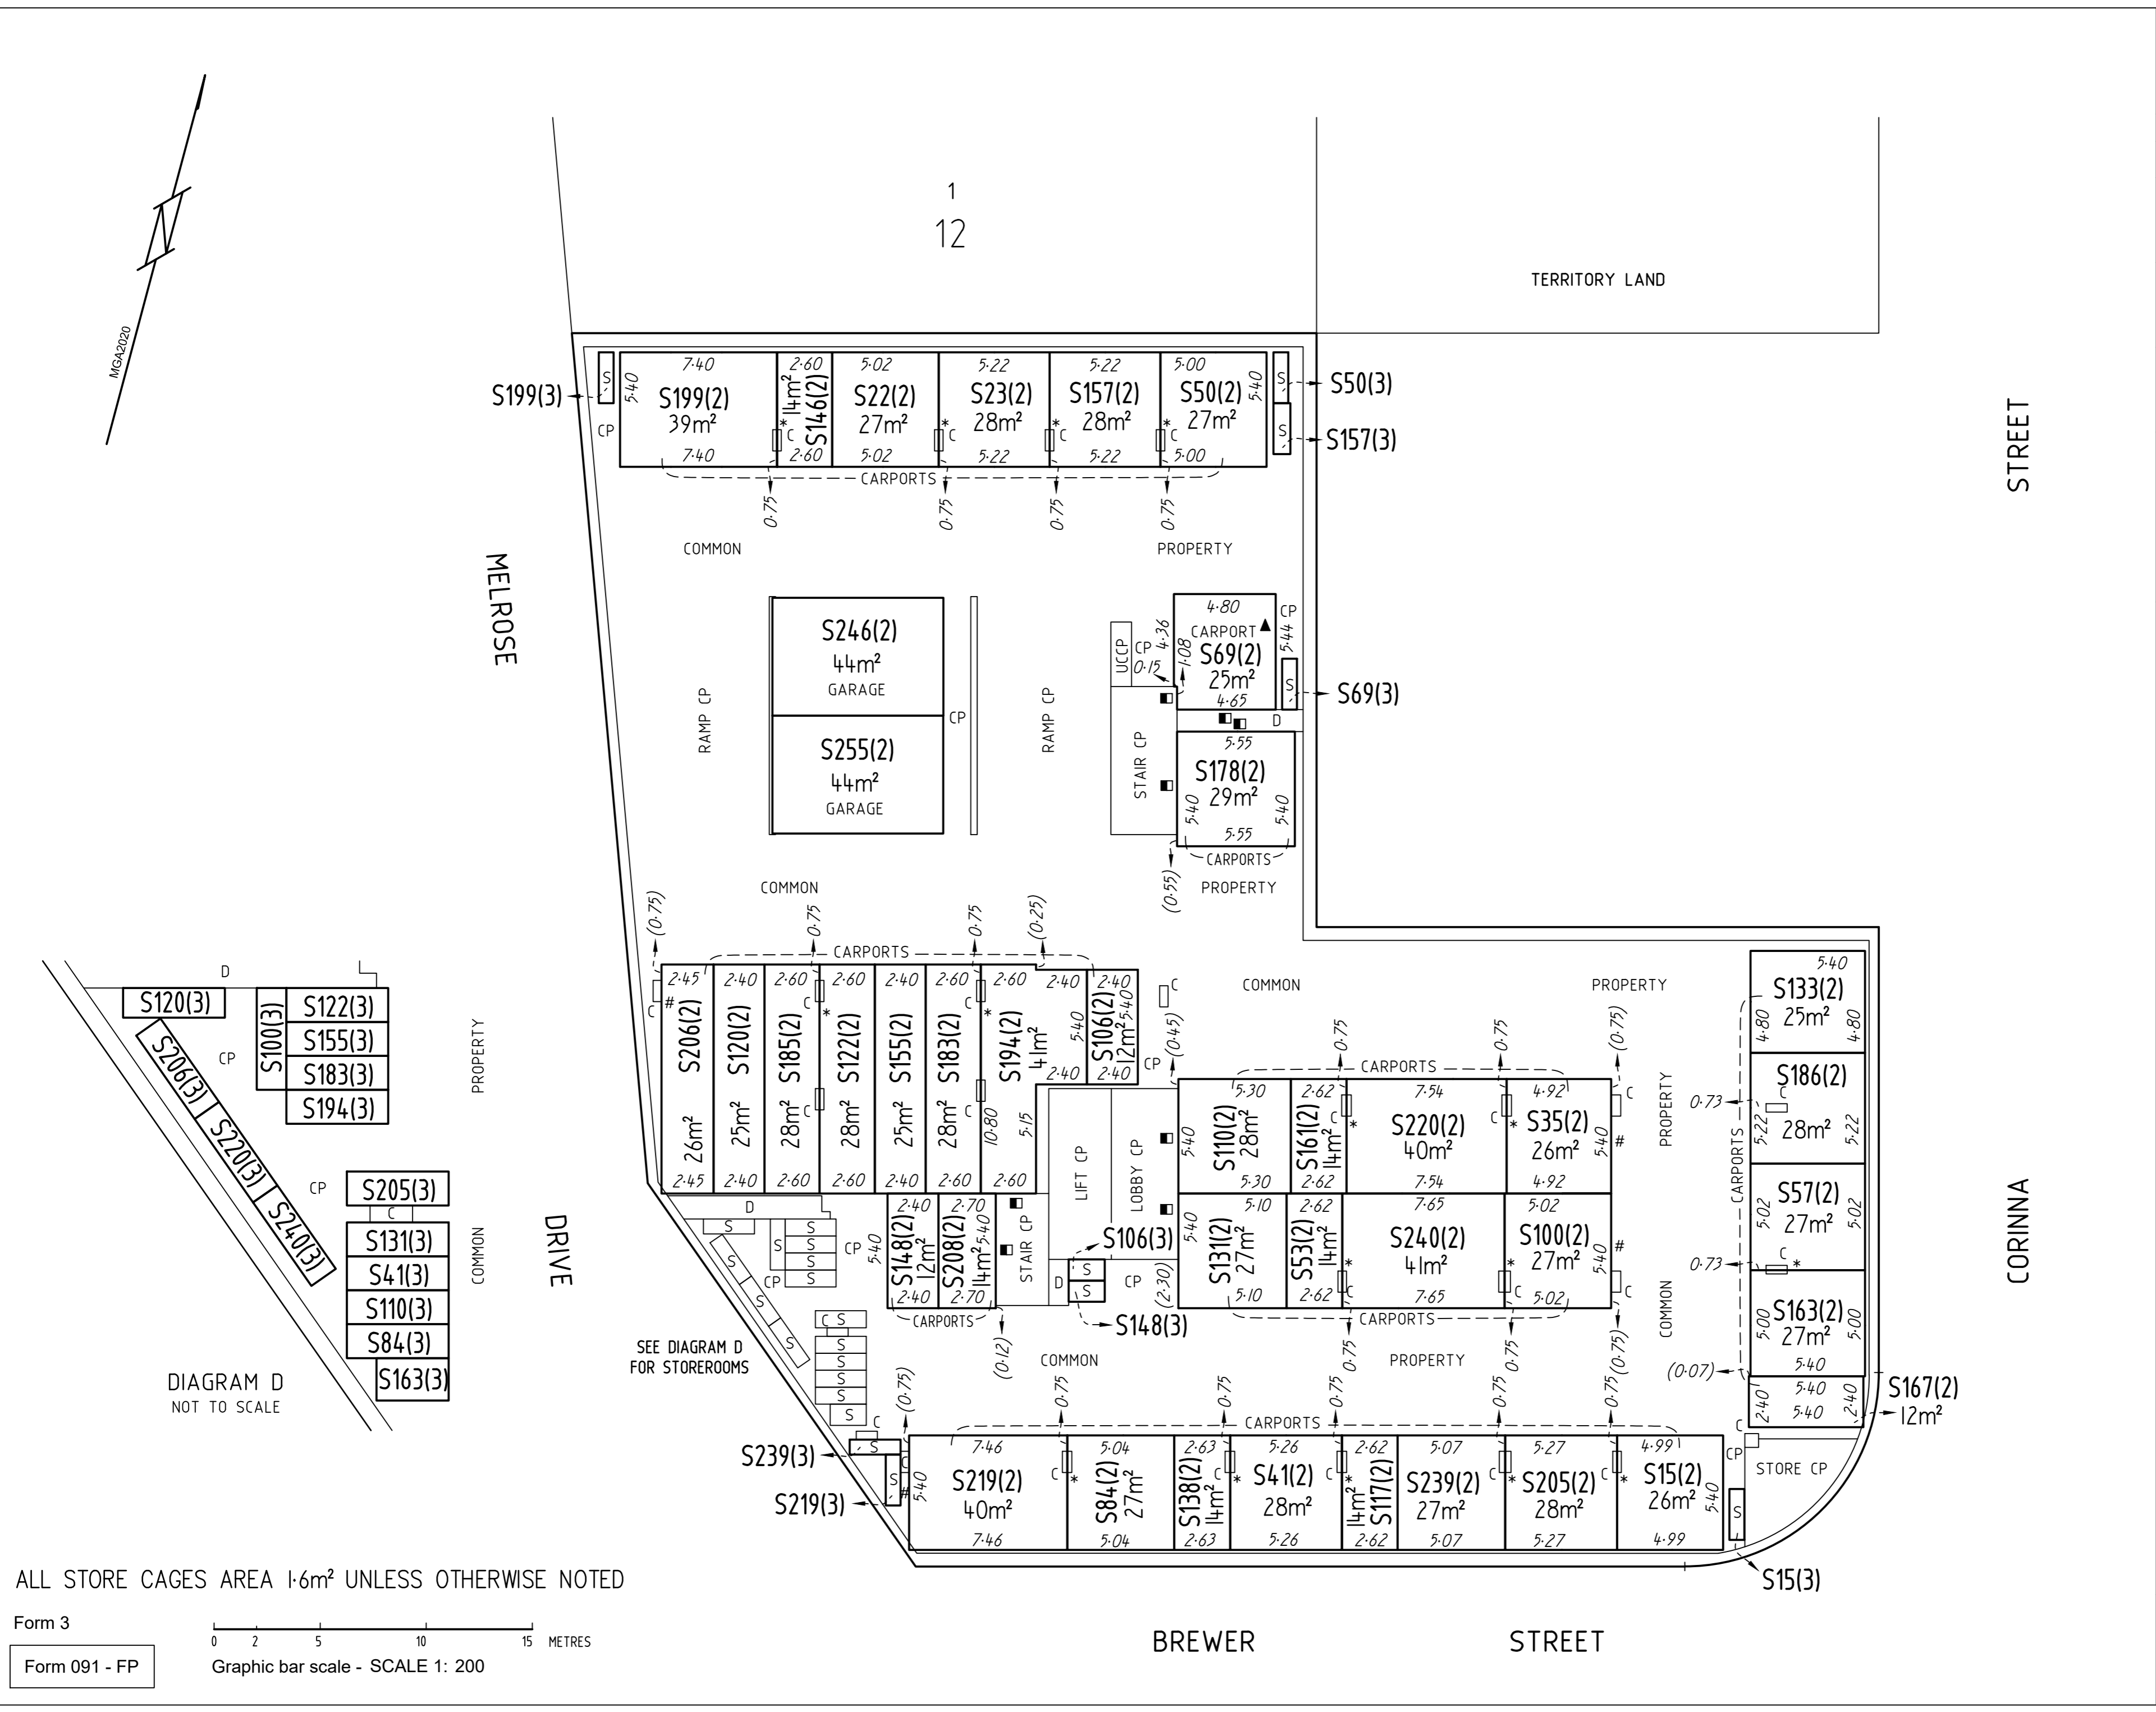 MGA2020
1
12
TERRITORY LAND
STREET
7·40 2·60 5·02 5·22 5·22 5·00
S199(3) S 5·40 S199(2) 14m² S146(2) S22(2) S23(2) S157(2) S50(2) 5·40 S S50(3)
39m² 27m² 28m² 28m² 27m²
CP * C C * C * C S S157(3)
7·40 2·60 5·02 5·22 5·22 5·00
CARPORTS
0·75 0·75 0·75 0·75
COMMON PROPERTY
MELROSE
S246(2)
44m²
GARAGE
S255(2)
44m²
GARAGE
CP
RAMP CP
RAMP CP
4·80 CP
CARPORT
4·36 1·08 5·44
UCCP CP 0·15
S69(2)
25m²
4·65
S S69(3)
D
STAIR CP
5·55
S178(2)
29m²
5·40 5·40
5·55
CARPORTS
(0·55)
COMMON PROPERTY
(0·75) 0·75 0·75 (0·25)
CARPORTS
2·45 2·40 2·60 2·60 2·40 2·60 2·60 2·40 2·40
C # C * C *
S206(2) S120(2) S185(2) S122(2) S155(2) S183(2) S194(2) S106(2)
26m² 25m² 28m² 28m² 25m² 28m² 41m² 12m²
C C 10·80 5·15 5·40 5·40
2·40 2·40
2·45 2·40 2·60 2·60 2·40 2·60 2·60
C
CP
(0·45)
COMMON PROPERTY
0·75 0·75 (0·75)
CARPORTS
5·30 2·62 7·54 4·92
5·40 S110(2) 28m² S161(2) 14m² C * S220(2) 40m² C * S35(2) 26m² 5·40 C #
5·30 2·62 7·54 4·92
5·10 2·62 7·65 5·02
5·40 S131(2) 27m² S53(2) 14m² * C S240(2) 41m² * C S100(2) 27m² 5·40 # C
5·10 2·62 7·65 5·02
CARPORTS
0·75 0·75 (0·75)
LIFT CP
LOBBY CP
S106(3)
D S CP (2·30)
S
S148(3)
2·40 2·70
5·40 S148(2) 12m² S208(2) 14m² 5·40
2·40 2·70
CARPORTS
STAIR CP
(0·12)
COMMON PROPERTY
PROPERTY
COMMON
CARPORTS
5·40
S133(2)
25m²
4·80 4·80
S186(2)
0·73 C
28m²
5·22 5·22
S57(2)
27m²
5·02 5·02
0·73 C *
S163(2)
27m²
5·00 5·00
5·40
(0·07)
2·40 5·40 2·40
5·40
S167(2)
12m²
C
CP STORE CP
CORINNA
DRIVE
D
S S
S S
S
S
CP
CP
S
S
S
C S
S
S
S
S
S
SEE DIAGRAM D
FOR STOREROOMS
C
S239(3) S
C
S219(3) S #
(0·75) 0·75 0·75 0·75 0·75 0·75
CARPORTS
7·46 5·04 2·63 5·26 2·62 5·07 5·27 4·99
5·40 S219(2) 40m² C * S84(2) 27m² S138(2) 14m² C * S41(2) 28m² C * 14m² S117(2) S239(2) 27m² C * S205(2) 28m² C * S15(2) 26m² 5·40
7·46 5·04 2·63 5·26 2·62 5·07 5·27 4·99
S
S15(3)
D
S120(3) S100(3) S122(3)
S155(3)
S183(3)
S194(3)
CP
S206(3)
S220(3)
S240(3)
PROPERTY
CP
S205(3)
C
S131(3)
S41(3)
S110(3)
S84(3)
S163(3)
COMMON
DIAGRAM D
NOT TO SCALE
ALL STORE CAGES AREA 1·6m² UNLESS OTHERWISE NOTED
Form 3
Form 091 - FP
0 2 5 10 15 METRES
Graphic bar scale - SCALE 1: 200
BREWER STREET